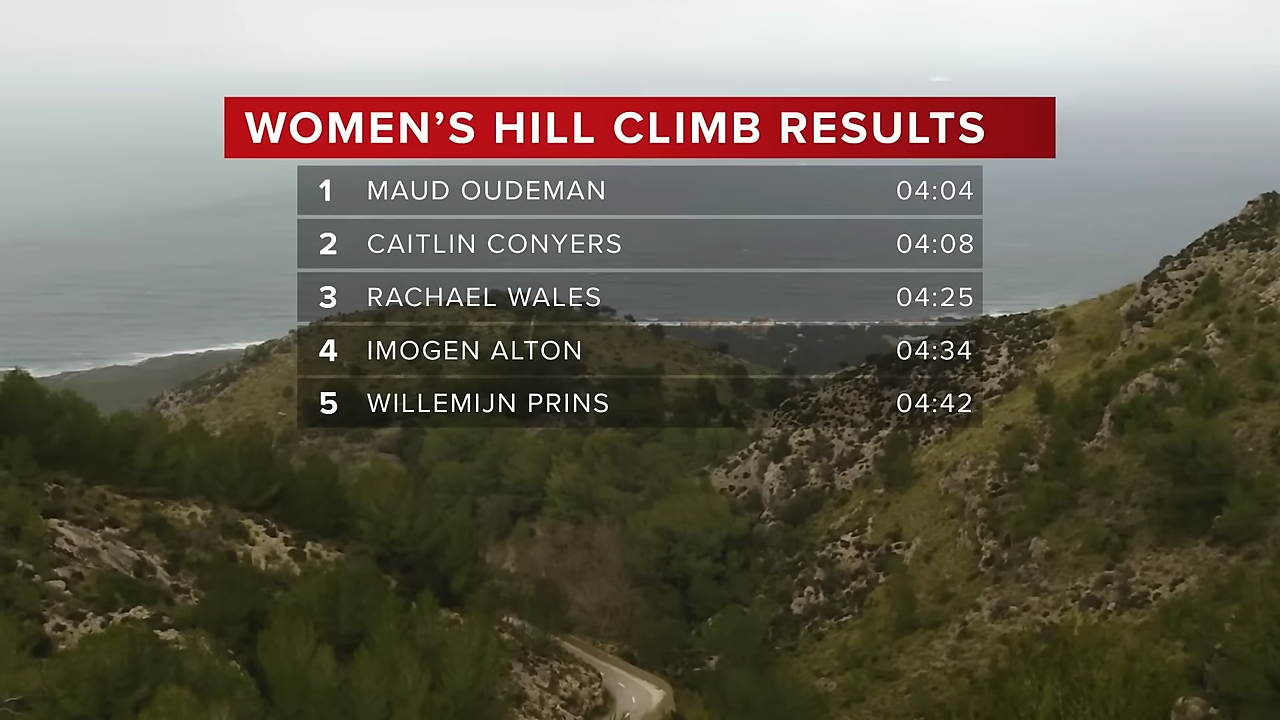 WOMEN'S HILL CLIMB RESULTS
1 MAUD OUDEMAN 04:04
2 CAITLIN CONYERS 04:08
3 RACHAEL WALES 04:25
4 IMOGEN ALTON 04:34
5 WILLEMIJN PRINS 04:42